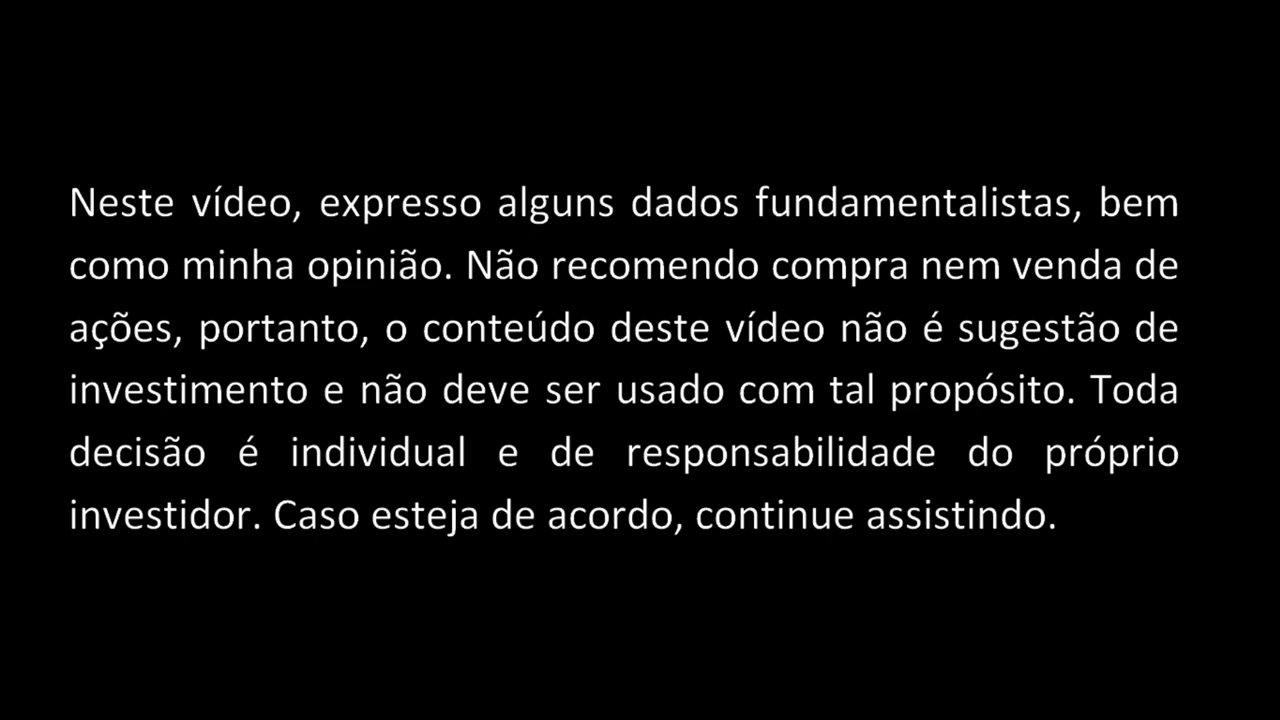 Neste vídeo, expresso alguns dados fundamentalistas, bem
como minha opinião. Não recomendo compra nem venda de
ações, portanto, o conteúdo deste vídeo não é sugestão de
investimento e não deve ser usado com tal propósito. Toda
decisão é individual e de responsabilidade do próprio
investidor. Caso esteja de acordo, continue assistindo.